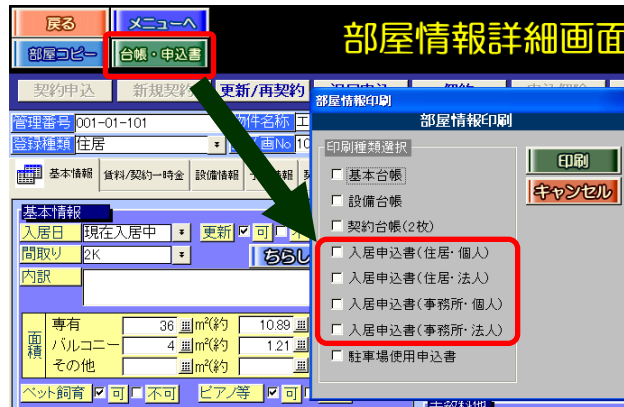 戻る
メニューへ
部屋コピー
台帳・申込書
部屋情報詳細画面
契約申込
新規契約
更新/再契約
管理番号 001-01-101
物件名称
登録種類 住居
画No 10
基本情報
賃料/契約一時金
設備情報
基本情報
入居日 現在入居中
更新 可
間取り 2K
ちらし
内訳
面積
専有 36 m²(約 10.89
バルコニー 4 m²(約 1.21
その他 m²(約
ペット飼育 可 不可 ピアノ等 可
部屋情報印刷
部屋情報印刷
印刷種類選択
基本台帳
設備台帳
契約台帳(2枚)
入居申込書(住居・個人)
入居申込書(住居・法人)
入居申込書(事務所・個人)
入居申込書(事務所・法人)
駐車場使用申込書
印刷
キャンセル